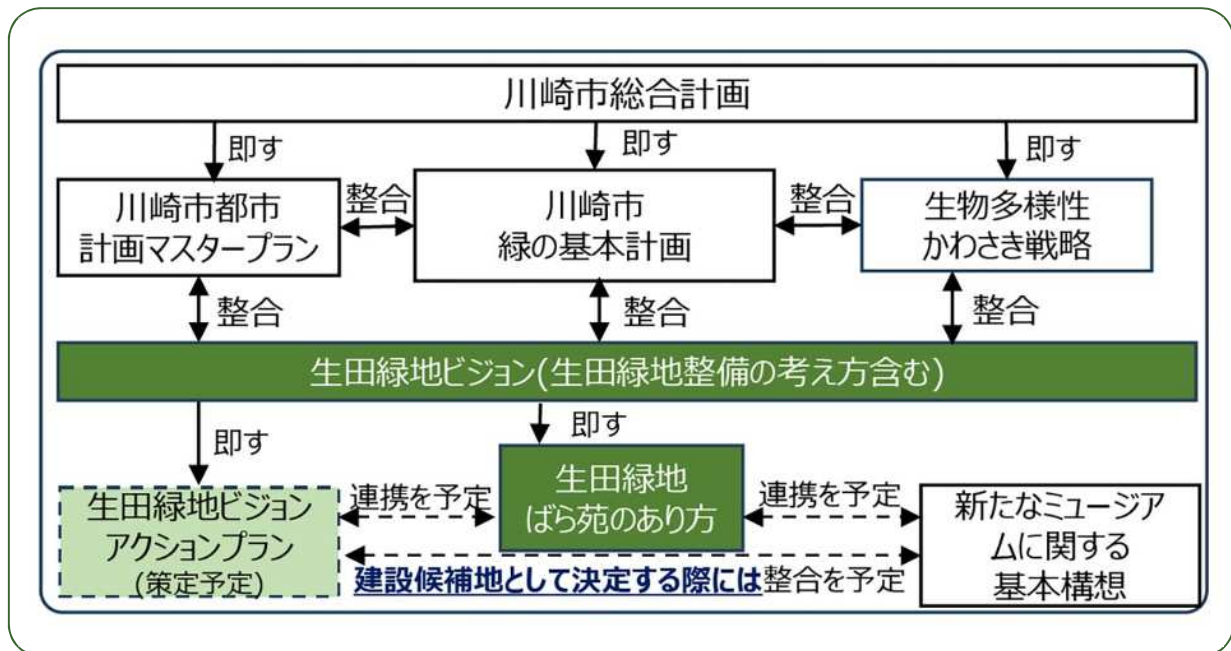 川崎市総合計画
即す
即す
即す
川崎市都市
計画マスタープラン
整合
川崎市
緑の基本計画
整合
生物多様性
かわさき戦略
整合
整合
整合
生田緑地ビジョン(生田緑地整備の考え方含む)
即す
即す
生田緑地ビジョン
アクションプラン
(策定予定)
連携を予定
生田緑地
ばら苑のあり方
連携を予定
新たなミュージア
ムに関する
基本構想
建設候補地として決定する際には整合を予定